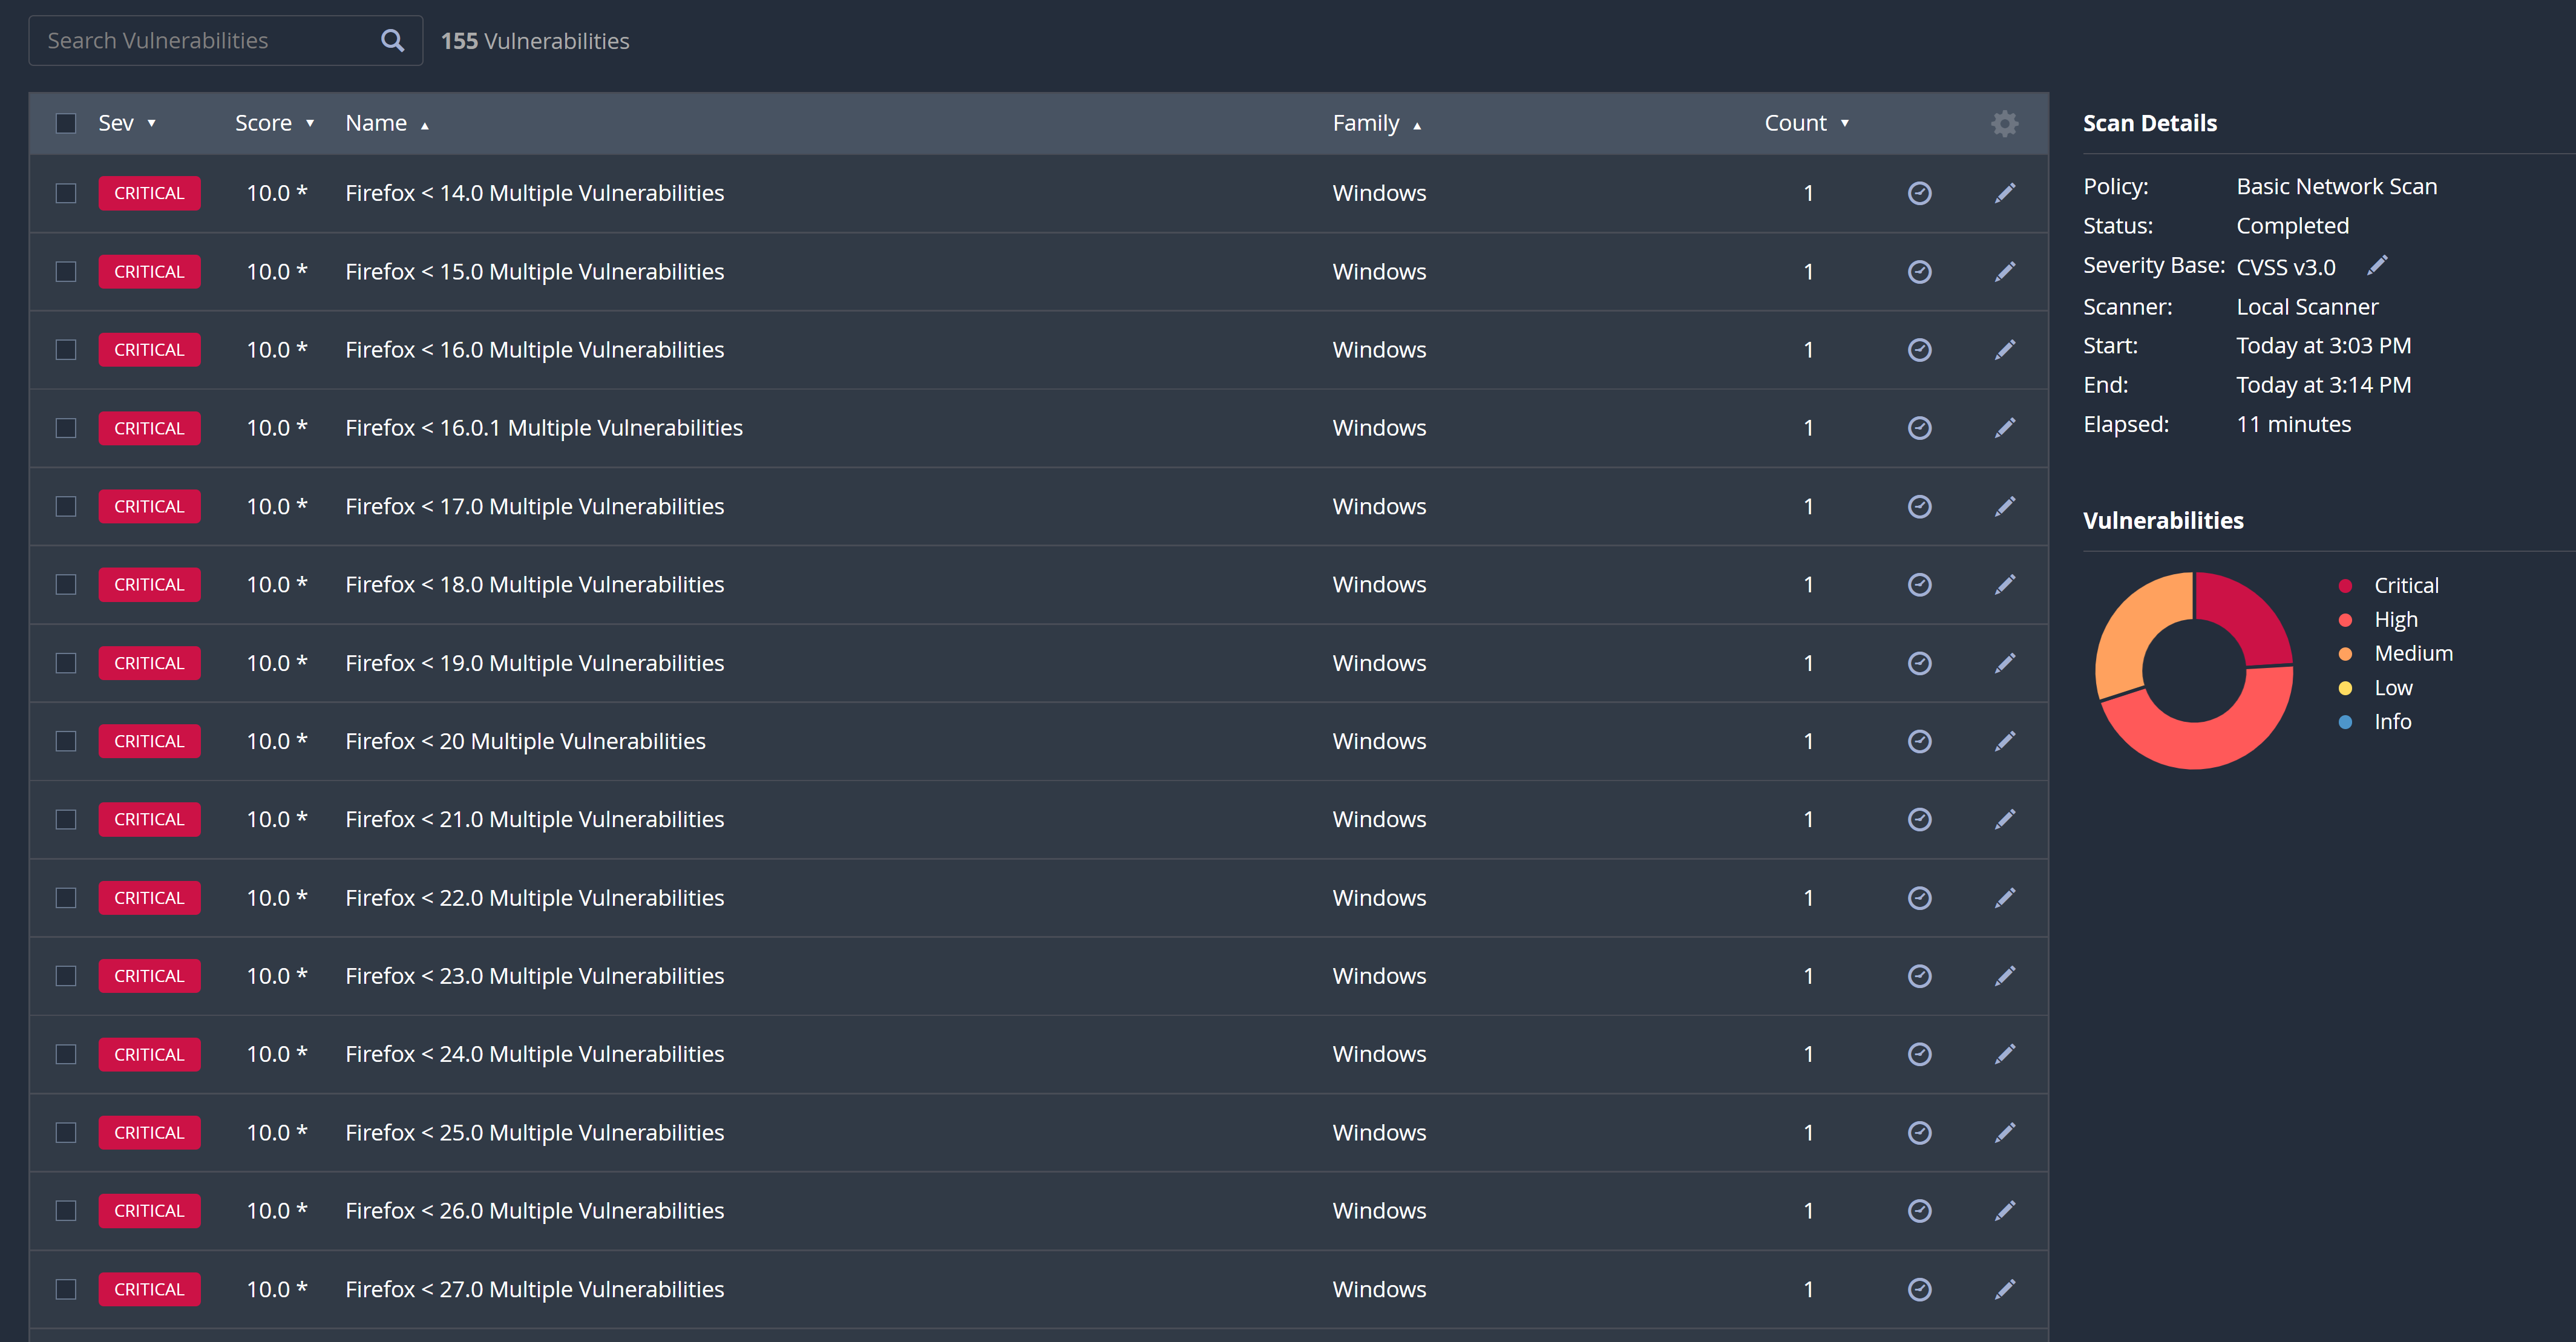 Search Vulnerabilities
155 Vulnerabilities
Sev Score Name Family Count
CRITICAL 10.0 * Firefox < 14.0 Multiple Vulnerabilities Windows 1
CRITICAL 10.0 * Firefox < 15.0 Multiple Vulnerabilities Windows 1
CRITICAL 10.0 * Firefox < 16.0 Multiple Vulnerabilities Windows 1
CRITICAL 10.0 * Firefox < 16.0.1 Multiple Vulnerabilities Windows 1
CRITICAL 10.0 * Firefox < 17.0 Multiple Vulnerabilities Windows 1
CRITICAL 10.0 * Firefox < 18.0 Multiple Vulnerabilities Windows 1
CRITICAL 10.0 * Firefox < 19.0 Multiple Vulnerabilities Windows 1
CRITICAL 10.0 * Firefox < 20 Multiple Vulnerabilities Windows 1
CRITICAL 10.0 * Firefox < 21.0 Multiple Vulnerabilities Windows 1
CRITICAL 10.0 * Firefox < 22.0 Multiple Vulnerabilities Windows 1
CRITICAL 10.0 * Firefox < 23.0 Multiple Vulnerabilities Windows 1
CRITICAL 10.0 * Firefox < 24.0 Multiple Vulnerabilities Windows 1
CRITICAL 10.0 * Firefox < 25.0 Multiple Vulnerabilities Windows 1
CRITICAL 10.0 * Firefox < 26.0 Multiple Vulnerabilities Windows 1
CRITICAL 10.0 * Firefox < 27.0 Multiple Vulnerabilities Windows 1
Scan Details
Policy: Basic Network Scan
Status: Completed
Severity Base: CVSS v3.0
Scanner: Local Scanner
Start: Today at 3:03 PM
End: Today at 3:14 PM
Elapsed: 11 minutes
Vulnerabilities
Critical
High
Medium
Low
Info